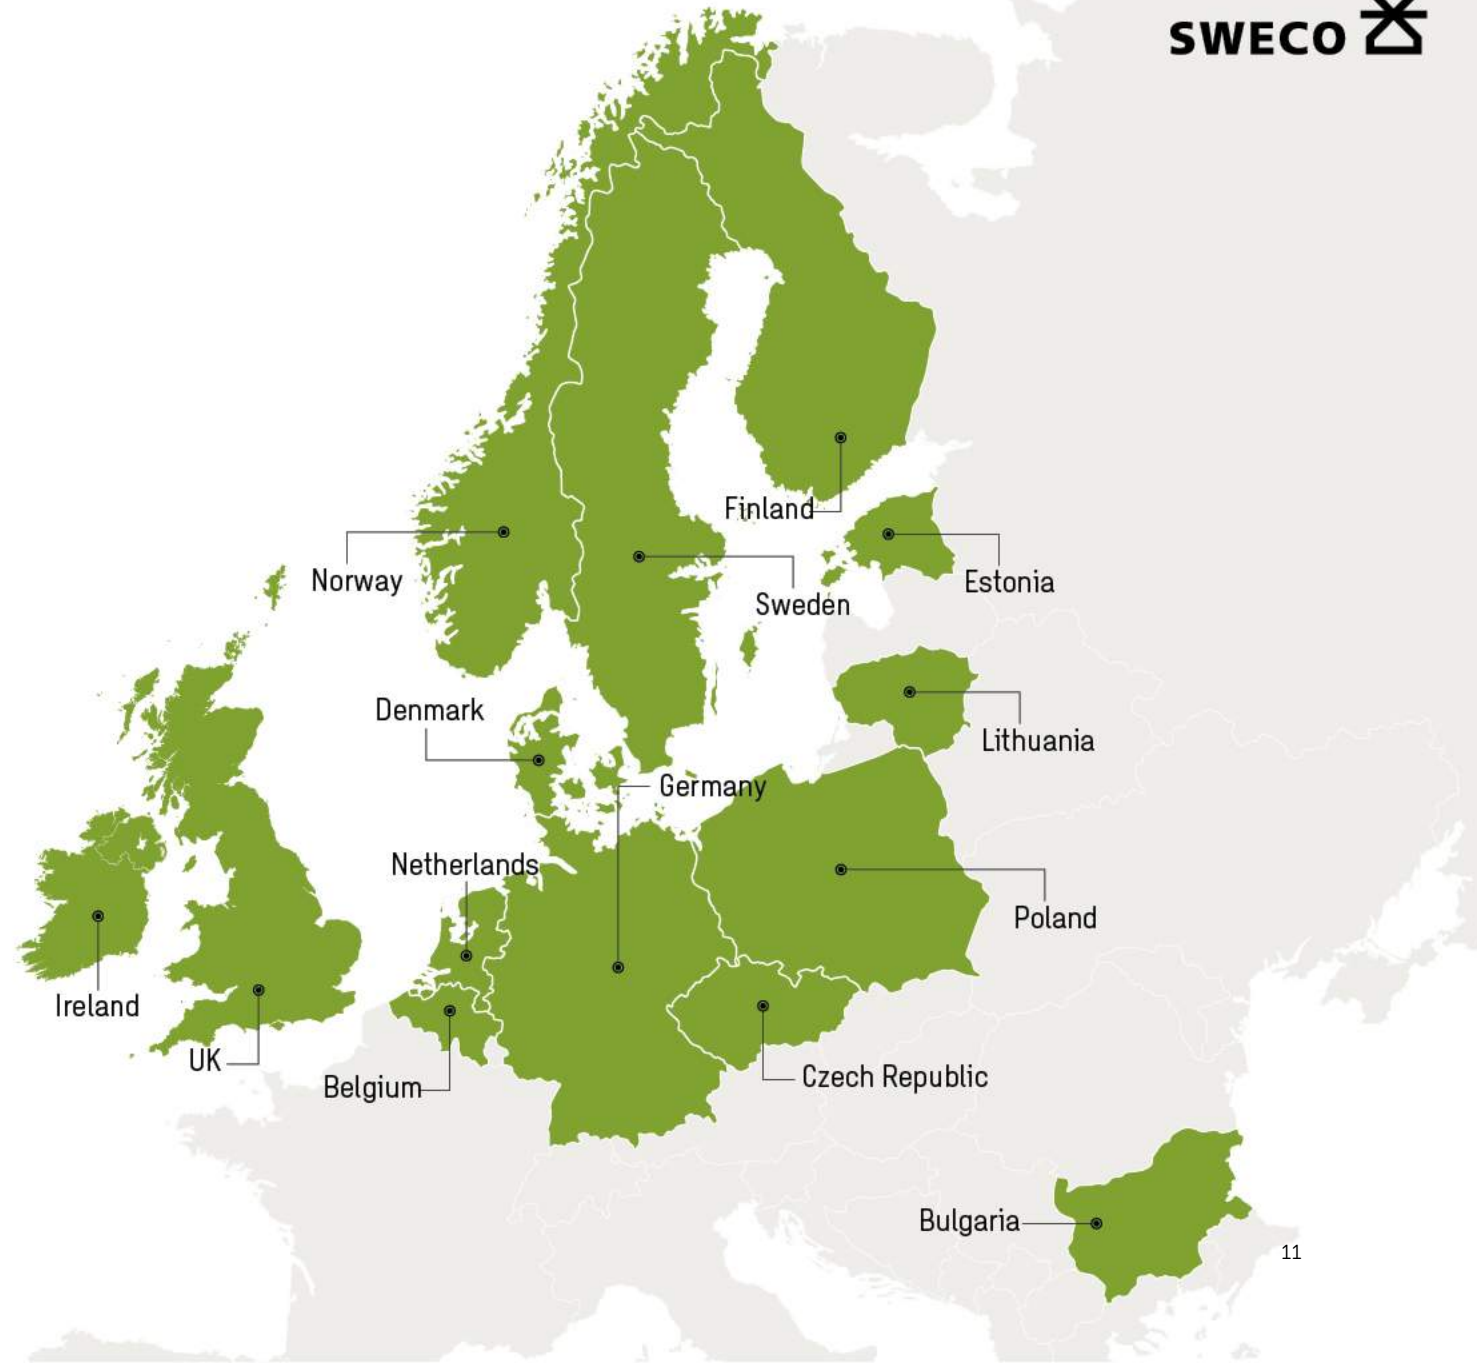 SWECO
Finland
Norway
Estonia
Sweden
Denmark
Lithuania
Germany
Netherlands
Poland
Ireland
UK
Belgium
Czech Republic
Bulgaria
11